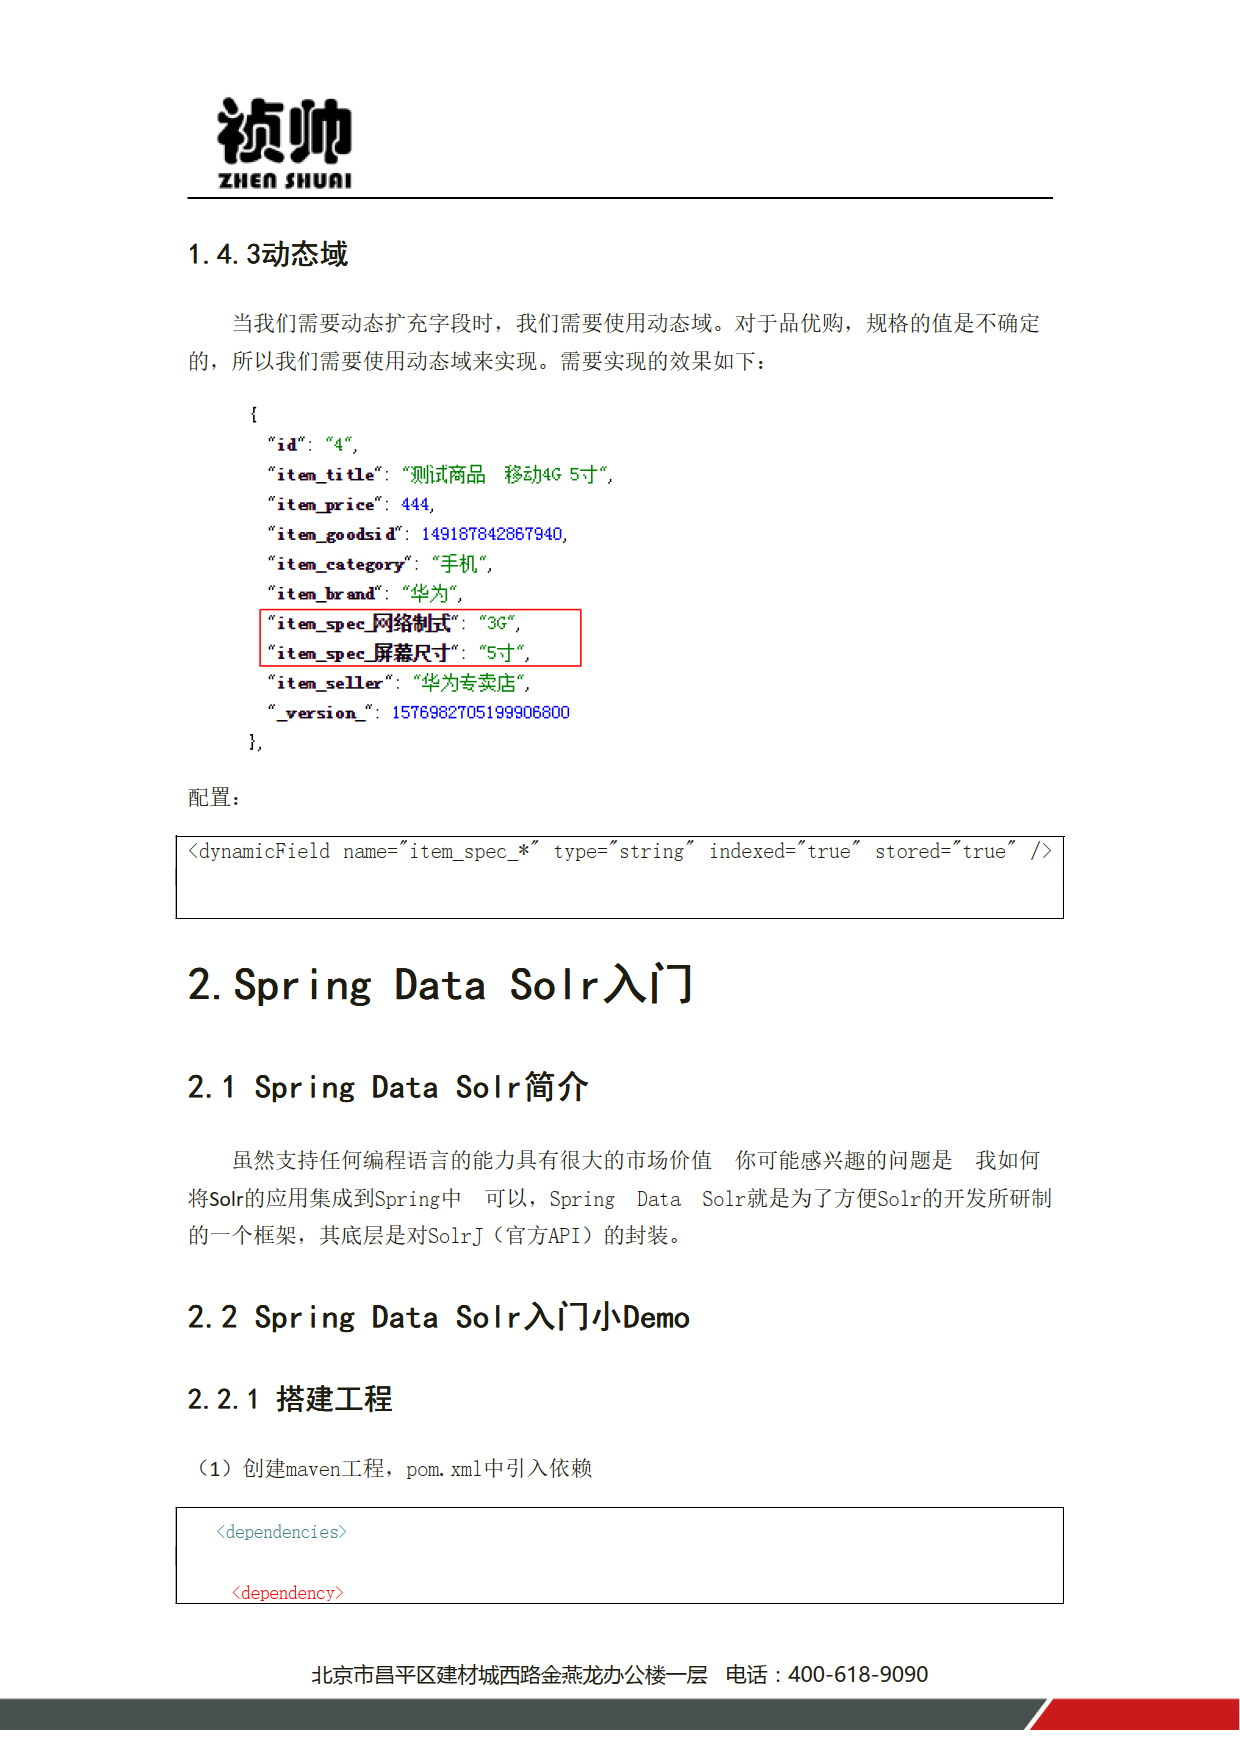 祯帅
ZHEN SHUAI
1.4.3动态域
当我们需要动态扩充字段时，我们需要使用动态域。对于品优购，规格的值是不确定
的，所以我们需要使用动态域来实现。需要实现的效果如下：
{
"id": "4",
"item_title": "测试商品  移动4G 5寸",
"item_price": 444,
"item_goodsid": 149187842867940,
"item_category": "手机",
"item_brand": "华为",
"item_spec_网络制式": "3G",
"item_spec_屏幕尺寸": "5寸",
"item_seller": "华为专卖店",
"_version_": 1576982705199906800
},
配置：
<dynamicField name="item_spec_*" type="string" indexed="true" stored="true" />
2.Spring Data Solr入门
2.1 Spring Data Solr简介
虽然支持任何编程语言的能力具有很大的市场价值  你可能感兴趣的问题是  我如何
将Solr的应用集成到Spring中  可以，Spring Data Solr就是为了方便Solr的开发所研制
的一个框架，其底层是对SolrJ（官方API）的封装。
2.2 Spring Data Solr入门小Demo
2.2.1 搭建工程
（1）创建maven工程，pom.xml中引入依赖
<dependencies>
<dependency>
北京市昌平区建材城西路金燕龙办公楼一层  电话：400-618-9090